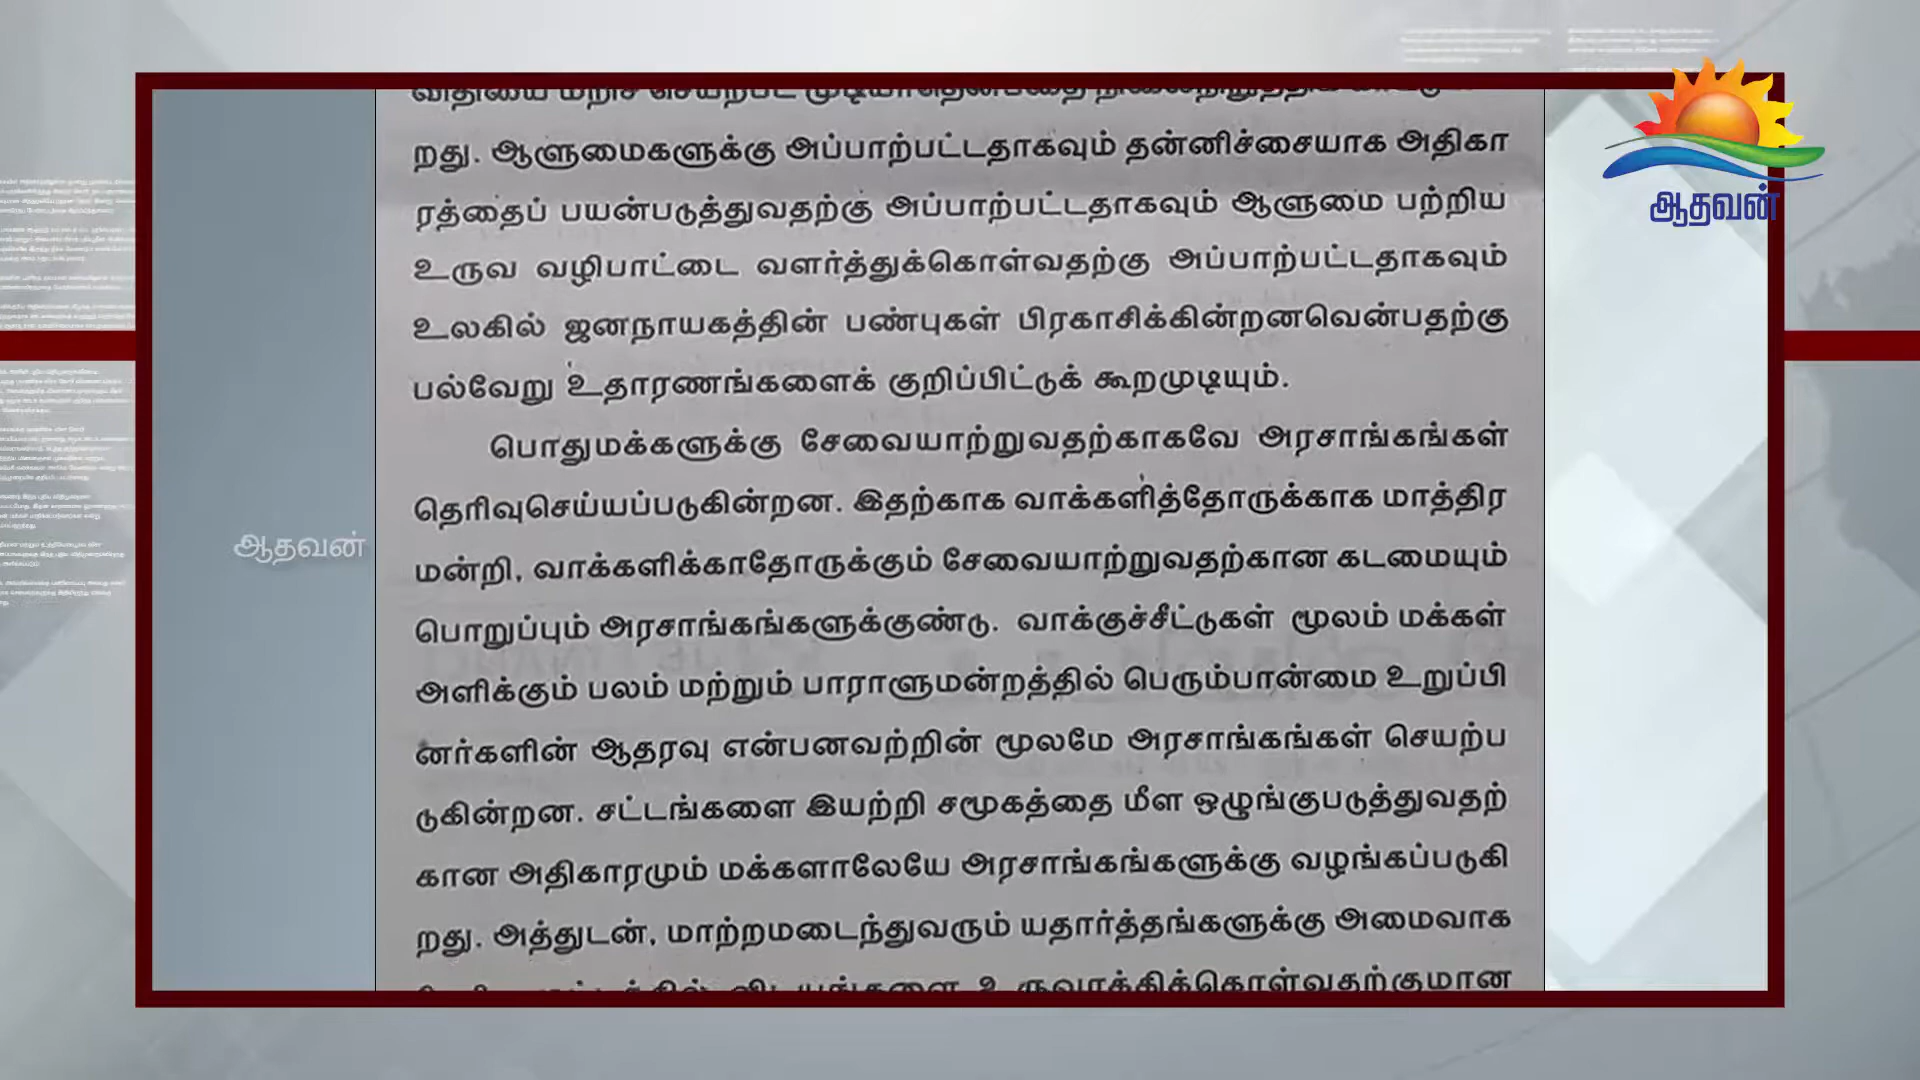 றது. ஆளுமைகளுக்கு அப்பாற்பட்டதாகவும் தன்னிச்சையாக அதிகா
ரத்தைப் பயன்படுத்துவதற்கு அப்பாற்பட்டதாகவும் ஆளுமை பற்றிய
உருவ வழிபாட்டை வளர்த்துக்கொள்வதற்கு அப்பாற்பட்டதாகவும்
உலகில் ஜனநாயகத்தின் பண்புகள் பிரகாசிக்கின்றனவென்பதற்கு
பல்வேறு உதாரணங்களைக் குறிப்பிட்டுக் கூறமுடியும்.
பொதுமக்களுக்கு சேவையாற்றுவதற்காகவே அரசாங்கங்கள்
தெரிவுசெய்யப்படுகின்றன. இதற்காக வாக்களித்தோருக்காக மாத்திர
மன்றி, வாக்களிக்காதோருக்கும் சேவையாற்றுவதற்கான கடமையும்
பொறுப்பும் அரசாங்கங்களுக்குண்டு. வாக்குச்சீட்டுகள் மூலம் மக்கள்
அளிக்கும் பலம் மற்றும் பாராளுமன்றத்தில் பெரும்பான்மை உறுப்பி
னர்களின் ஆதரவு என்பனவற்றின் மூலமே அரசாங்கங்கள் செயற்ப
டுகின்றன. சட்டங்களை இயற்றி சமூகத்தை மீள ஒழுங்குபடுத்துவதற்
கான அதிகாரமும் மக்களாலேயே அரசாங்கங்களுக்கு வழங்கப்படுகி
றது. அத்துடன், மாற்றமடைந்துவரும் யதார்த்தங்களுக்கு அமைவாக
உருவாக்கிக்கொள்வதற்குமான
ஆதவன்
ஆதவன்